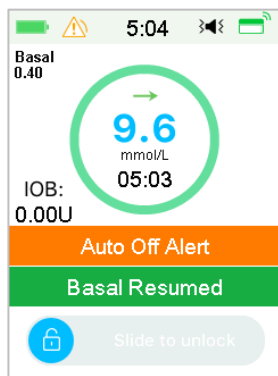 5:04
Basal
0.40
9.6
mmol/L
05:03
IOB:
0.00U
Auto Off Alert
Basal Resumed
Slide to unlock